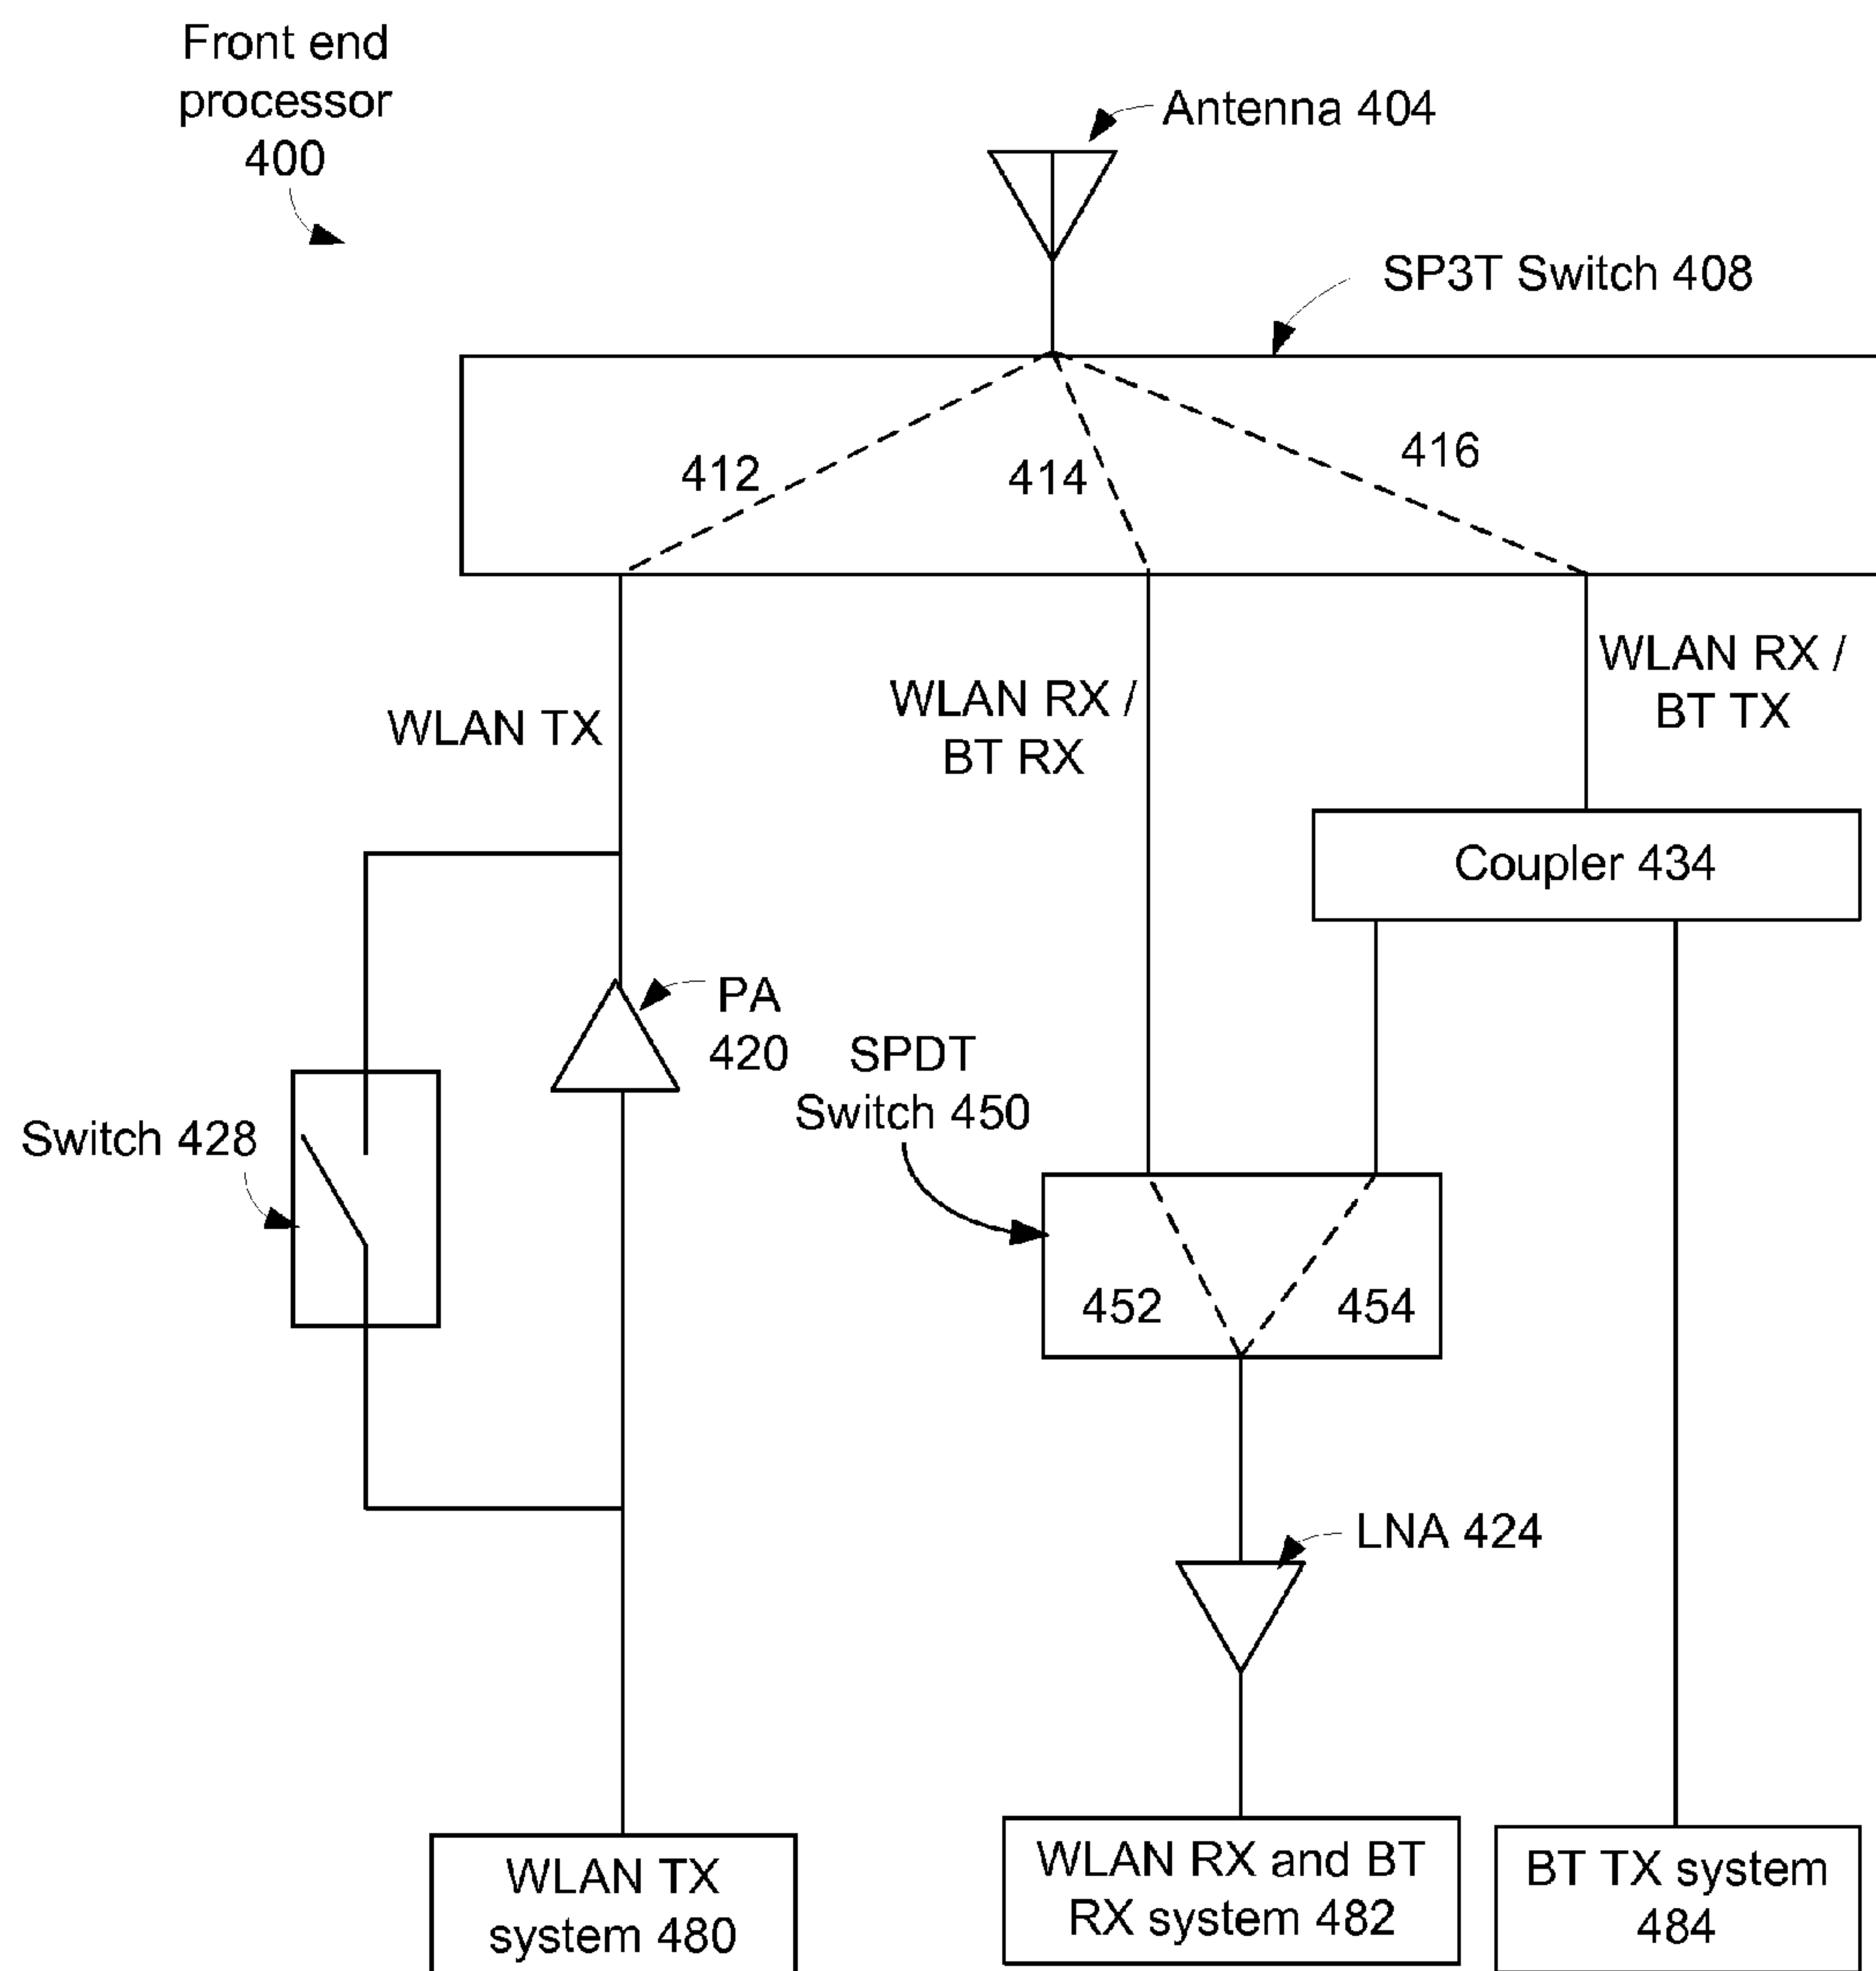 Front end
processor
400
Antenna 404
SP3T Switch 408
412
414
416
WLAN TX
WLAN RX /
BT RX
WLAN RX /
BT TX
Coupler 434
PA
420
SPDT
Switch 450
Switch 428
452
454
LNA 424
WLAN TX
system 480
WLAN RX and BT
RX system 482
BT TX system
484